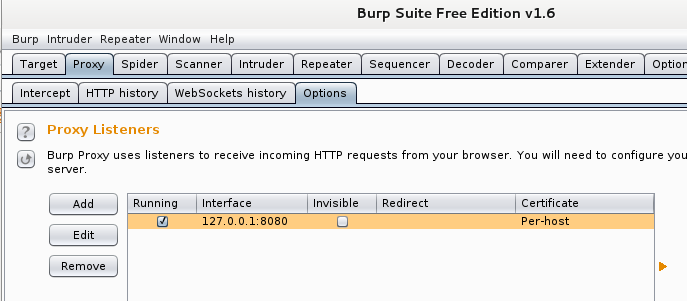 Burp Suite Free Edition v1.6
Burp Intruder Repeater Window Help
Target Proxy Spider Scanner Intruder Repeater Sequencer Decoder Comparer Extender Option
Intercept HTTP history WebSockets history Options
? Proxy Listeners
Burp Proxy uses listeners to receive incoming HTTP requests from your browser. You will need to configure you
server.
Add Running Interface Invisible Redirect Certificate
127.0.0.1:8080 Per-host
Edit
Remove